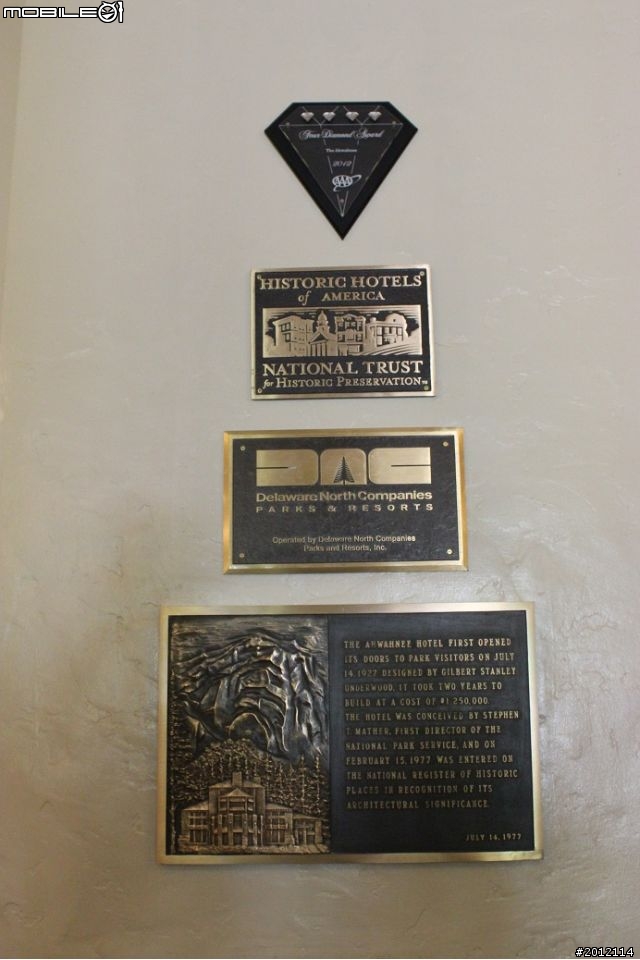 MOBILE01
Four Diamond Award
The Ahwahnee
2012
AAA
HISTORIC HOTELS
of AMERICA
NATIONAL TRUST
for HISTORIC PRESERVATION™
DNC
Delaware North Companies
PARKS & RESORTS
Operated by Delaware North Companies
Parks and Resorts, Inc.
THE AHWAHNEE HOTEL FIRST OPENED
ITS DOORS TO PARK VISITORS ON JULY
14, 1927. DESIGNED BY GILBERT STANLEY
UNDERWOOD, IT TOOK TWO YEARS TO
BUILD AT A COST OF $1,250,000.
THE HOTEL WAS CONCEIVED BY STEPHEN
T. MATHER, FIRST DIRECTOR OF THE
NATIONAL PARK SERVICE, AND ON
FEBRUARY 15, 1977 WAS ENTERED ON
THE NATIONAL REGISTER OF HISTORIC
PLACES IN RECOGNITION OF ITS
ARCHITECTURAL SIGNIFICANCE.
JULY 14, 1977
#2012114